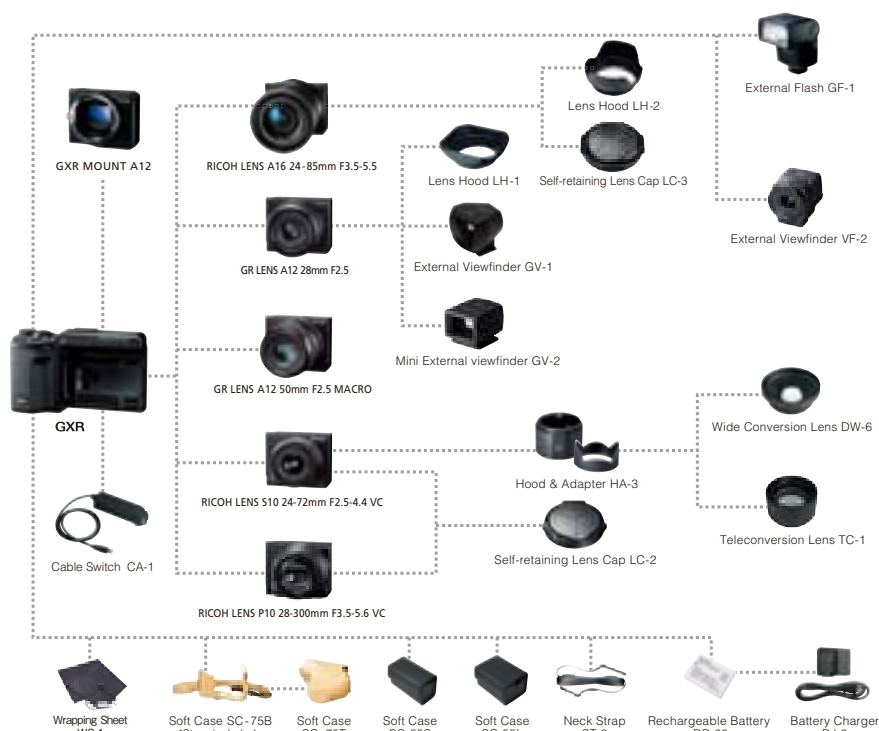 External Flash GF-1
Lens Hood LH-2
GXR MOUNT A12
RICOH LENS A16 24-85mm F3.5-5.5
Lens Hood LH-1
Self-retaining Lens Cap LC-3
External Viewfinder VF-2
GR LENS A12 28mm F2.5
External Viewfinder GV-1
Mini External viewfinder GV-2
GR LENS A12 50mm F2.5 MACRO
GXR
Wide Conversion Lens DW-6
Hood & Adapter HA-3
RICOH LENS S10 24-72mm F2.5-4.4 VC
Teleconversion Lens TC-1
Self-retaining Lens Cap LC-2
Cable Switch CA-1
RICOH LENS P10 28-300mm F3.5-5.6 VC
Wrapping Sheet
Soft Case SC-75B
Soft Case
Soft Case
Soft Case
Neck Strap
Rechargeable Battery
Battery Charger